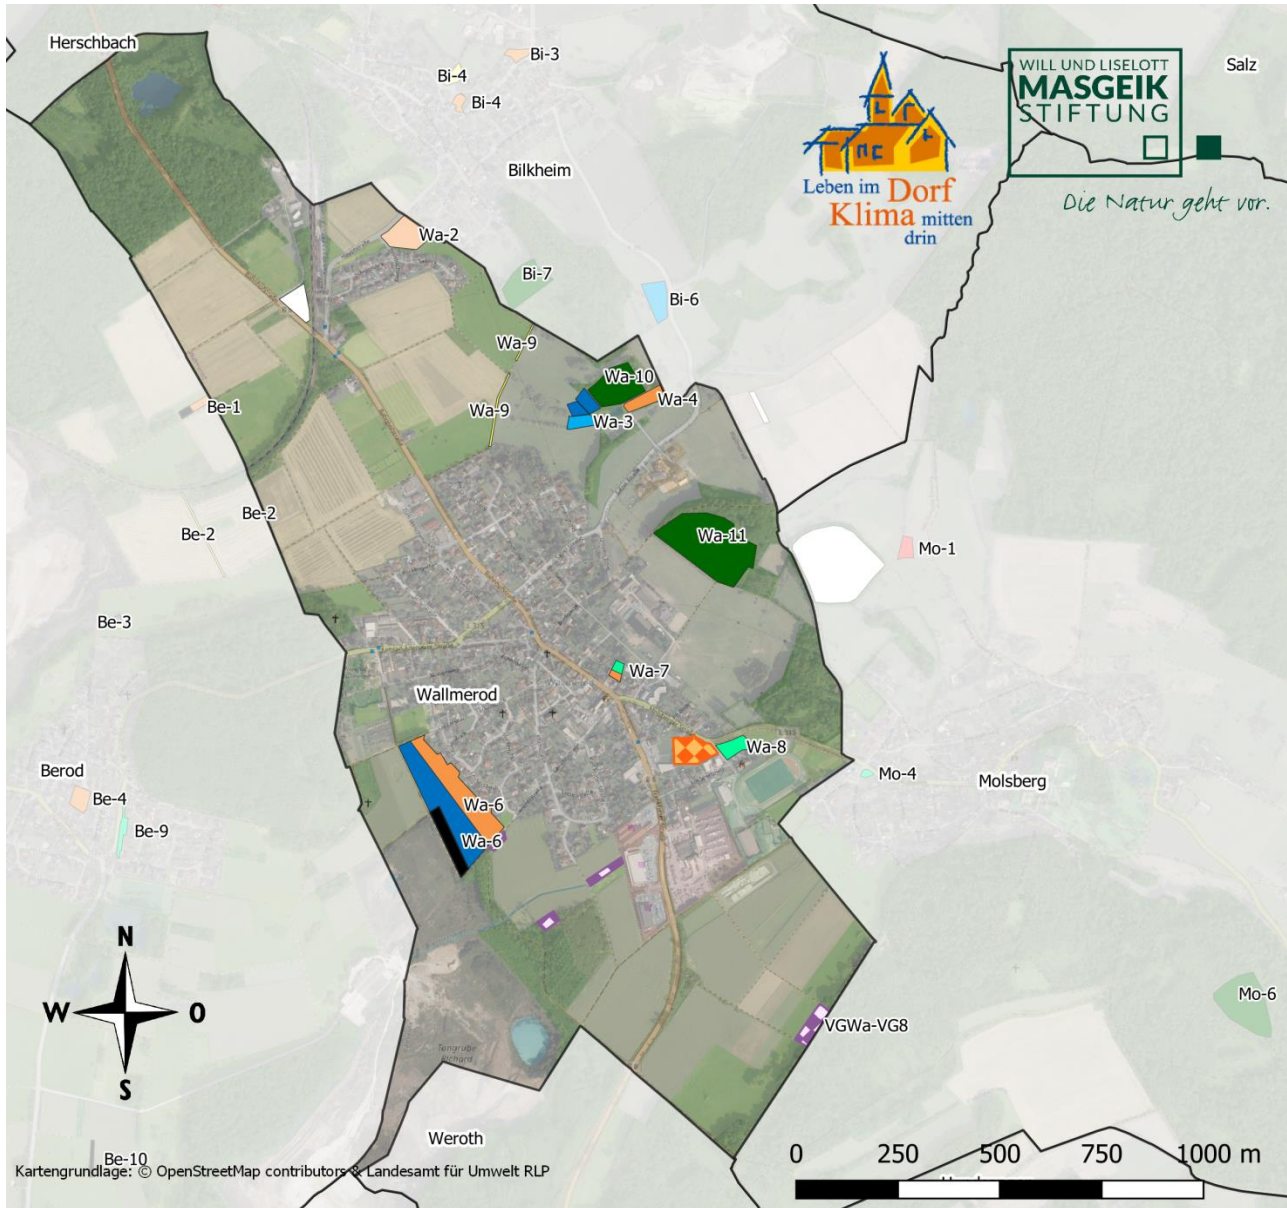 Herschbach
Bi-3
Bi-4
Bi-4
Bilkheim
Leben im Dorf
Klima mitten
drin
WILL UND LISELOTT
MASGEIK
STIFTUNG
Die Natur geht vor.
Salz
Wa-2
Bi-7
Bi-6
Wa-9
Wa-10
Wa-4
Wa-9
Wa-3
Be-1
Be-2
Be-2
Wa-11
Mo-1
Be-3
Wa-7
Wallmerod
Wa-8
Berod
Mo-4
Molsberg
Be-4
Be-9
Wa-6
Wa-6
N
W O
S
Mo-6
VGWa-VG8
Tongrube
Weroth
Be-10
Kartengrundlage: © OpenStreetMap contributors & Landesamt für Umwelt RLP
0 250 500 750 1000 m